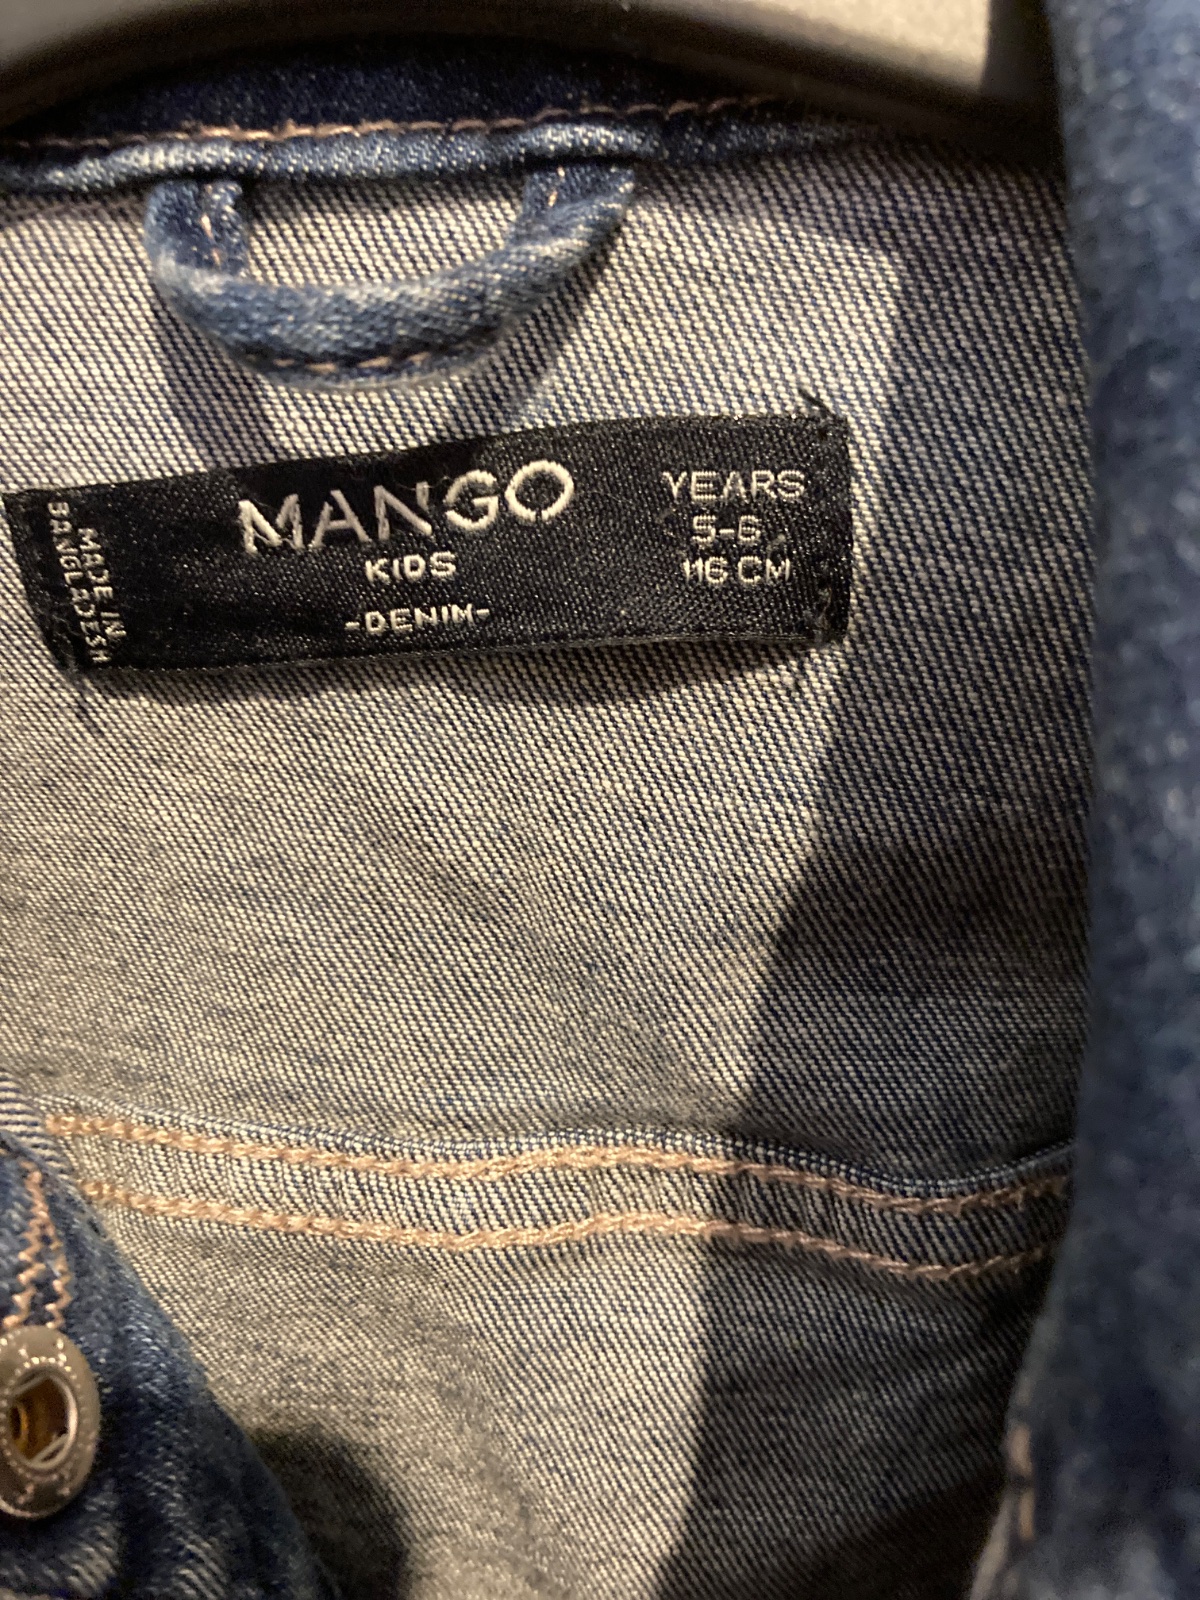 MADE IN
BANGLADESH
MANGO
KIDS
-DENIM-
YEARS
5-6
116 CM